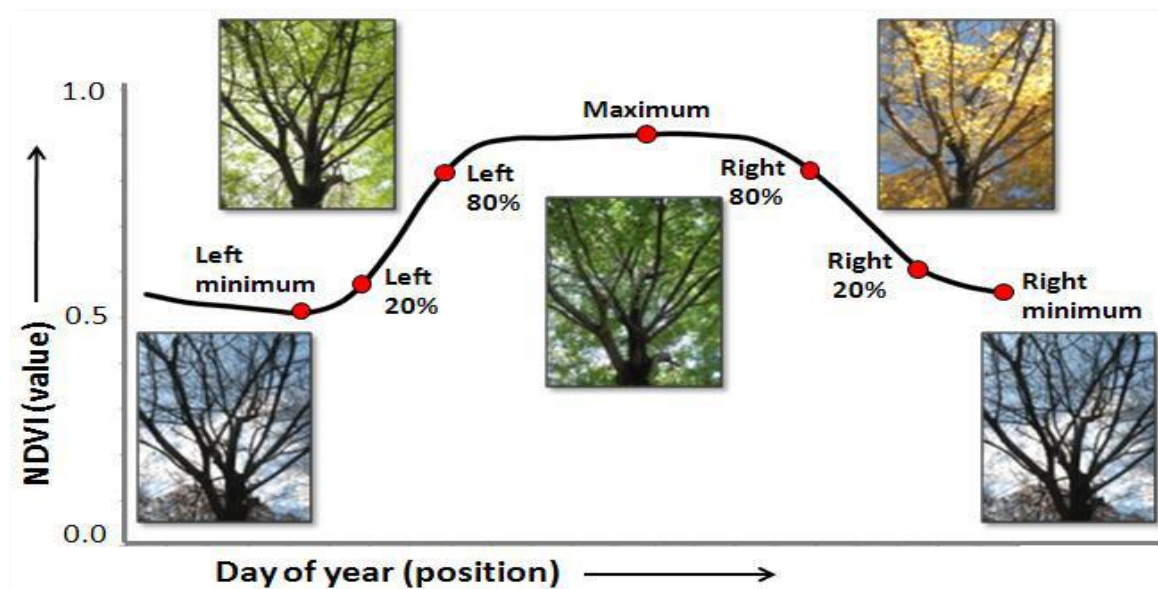 1.0
Maximum
Left
80%
Right
80%
Left
minimum
Left
20%
Right
20%
Right
minimum
0.5
0.0
NDVI (value)
Day of year (position)